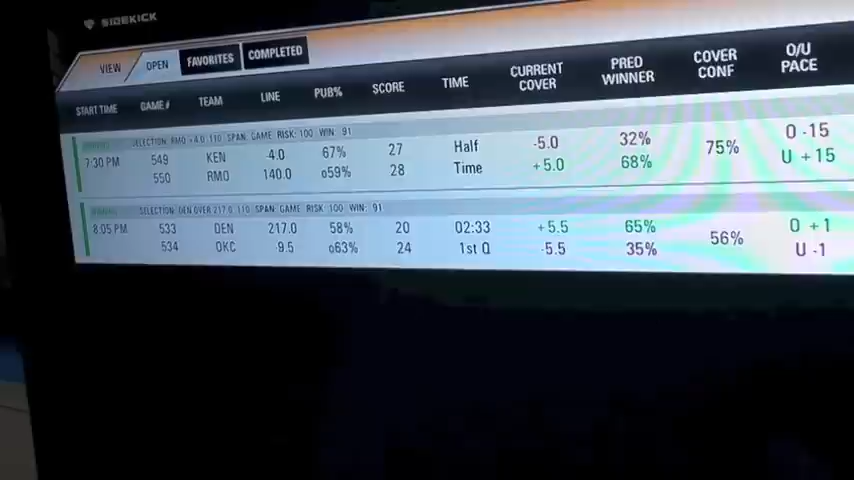 SIDEKICK
VIEW OPEN FAVORITES COMPLETED
START TIME GAME# TEAM LINE PUB% SCORE TIME CURRENT COVER PRED WINNER COVER CONF O/U PACE
SELECTION: RMO +4.0 110 SPAN: GAME RISK: 100 WIN: 91
7:30 PM 549 KEN -4.0 67% 27 Half -5.0 32% 75% O -15
550 RMO 140.0 o59% 28 Time +5.0 68% U +15
SELECTION: DEN OVER 217.0 110 SPAN: GAME RISK: 100 WIN: 91
8:05 PM 533 DEN 217.0 58% 20 02:33 +5.5 65% 56% O +1
534 OKC 9.5 o63% 24 1st Q -5.5 35% U -1